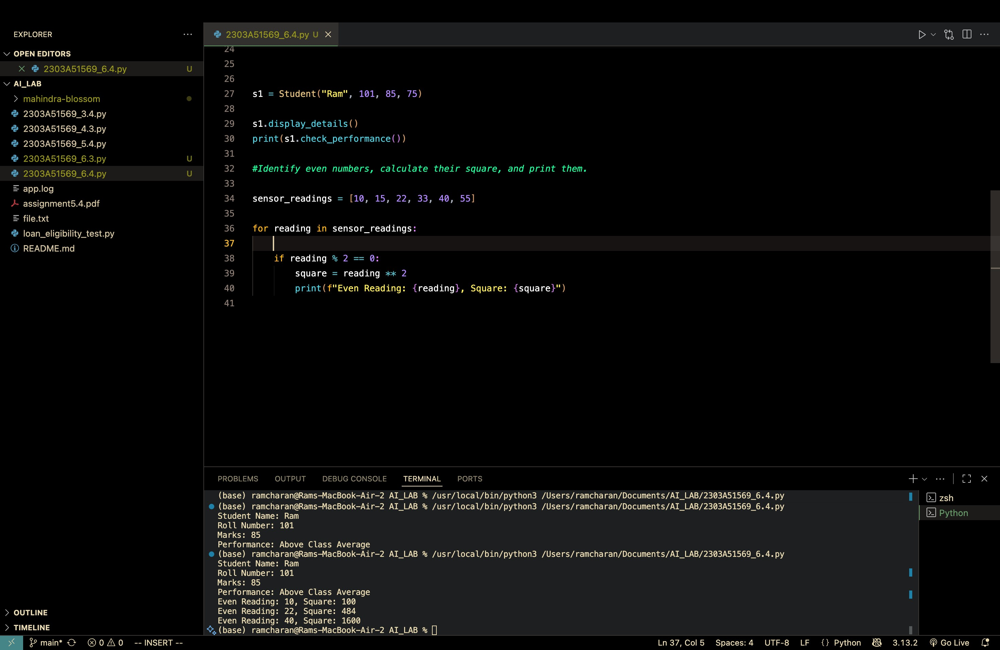 EXPLORER
OPEN EDITORS
2303A51569_6.4.py U
AI_LAB
mahindra-blossom
2303A51569_3.4.py
2303A51569_4.3.py
2303A51569_5.4.py
2303A51569_6.3.py U
2303A51569_6.4.py U
app.log
assignment5.4.pdf
file.txt
loan_eligibility_test.py
README.md
OUTLINE
TIMELINE
2303A51569_6.4.py U
24
25
26
27 s1 = Student("Ram", 101, 85, 75)
28
29 s1.display_details()
30 print(s1.check_performance())
31
32 #Identify even numbers, calculate their square, and print them.
33
34 sensor_readings = [10, 15, 22, 33, 40, 55]
35
36 for reading in sensor_readings:
37
38     if reading % 2 == 0:
39         square = reading ** 2
40         print(f"Even Reading: {reading}, Square: {square}")
41
PROBLEMS OUTPUT DEBUG CONSOLE TERMINAL PORTS
(base) ramcharan@Rams-MacBook-Air-2 AI_LAB % /usr/local/bin/python3 /Users/ramcharan/Documents/AI_LAB/2303A51569_6.4.py
(base) ramcharan@Rams-MacBook-Air-2 AI_LAB % /usr/local/bin/python3 /Users/ramcharan/Documents/AI_LAB/2303A51569_6.4.py
Student Name: Ram
Roll Number: 101
Marks: 85
Performance: Above Class Average
(base) ramcharan@Rams-MacBook-Air-2 AI_LAB % /usr/local/bin/python3 /Users/ramcharan/Documents/AI_LAB/2303A51569_6.4.py
Student Name: Ram
Roll Number: 101
Marks: 85
Performance: Above Class Average
Even Reading: 10, Square: 100
Even Reading: 22, Square: 484
Even Reading: 40, Square: 1600
(base) ramcharan@Rams-MacBook-Air-2 AI_LAB %
zsh
Python
main* 0 0 -- INSERT -- Ln 37, Col 5 Spaces: 4 UTF-8 LF {} Python 3.13.2 Go Live